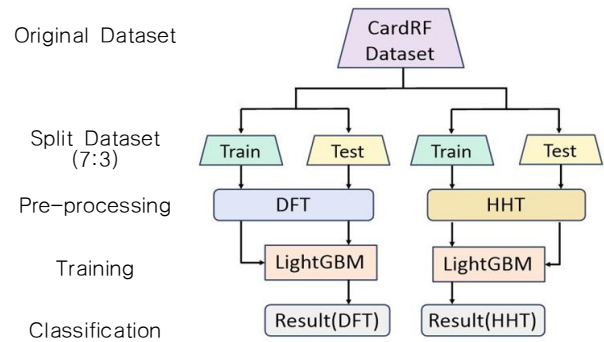 Original Dataset
CardRF
Dataset
Split Dataset
(7:3)
Train
Test
Train
Test
Pre-processing
DFT
HHT
Training
LightGBM
LightGBM
Classification
Result(DFT)
Result(HHT)